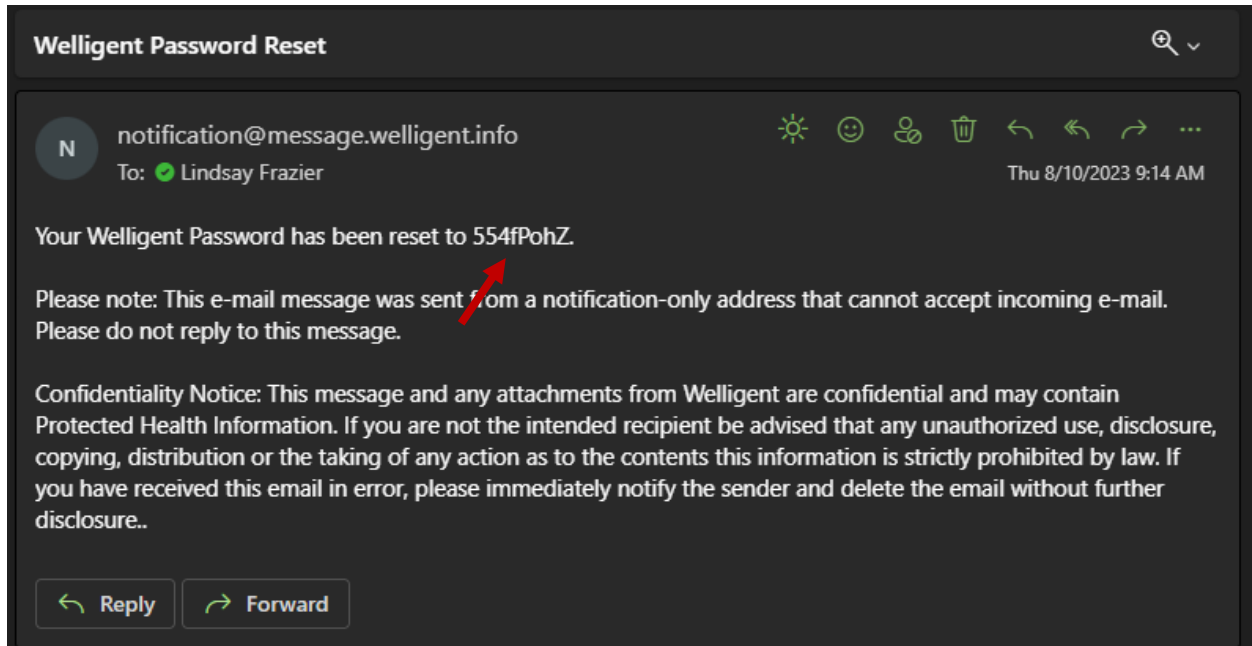 Welligent Password Reset
N
notification@message.welligent.info
To: Lindsay Frazier
Thu 8/10/2023 9:14 AM
Your Welligent Password has been reset to 554fPohZ.
Please note: This e-mail message was sent from a notification-only address that cannot accept incoming e-mail.
Please do not reply to this message.
Confidentiality Notice: This message and any attachments from Welligent are confidential and may contain
Protected Health Information. If you are not the intended recipient be advised that any unauthorized use, disclosure,
copying, distribution or the taking of any action as to the contents this information is strictly prohibited by law. If
you have received this email in error, please immediately notify the sender and delete the email without further
disclosure..
Reply
Forward